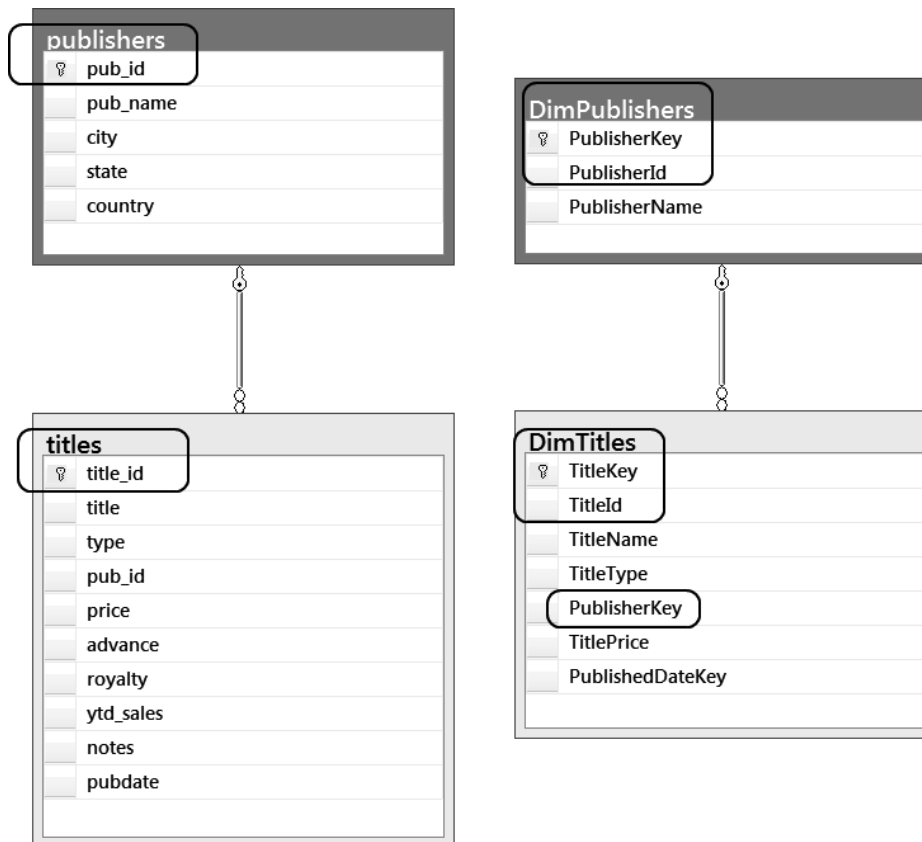 publishers
pub_id
pub_name
city
state
country
titles
title_id
title
type
pub_id
price
advance
royalty
ytd_sales
notes
pubdate
DimPublishers
PublisherKey
PublisherId
PublisherName
DimTitles
TitleKey
TitleId
TitleName
TitleType
PublisherKey
TitlePrice
PublishedDateKey